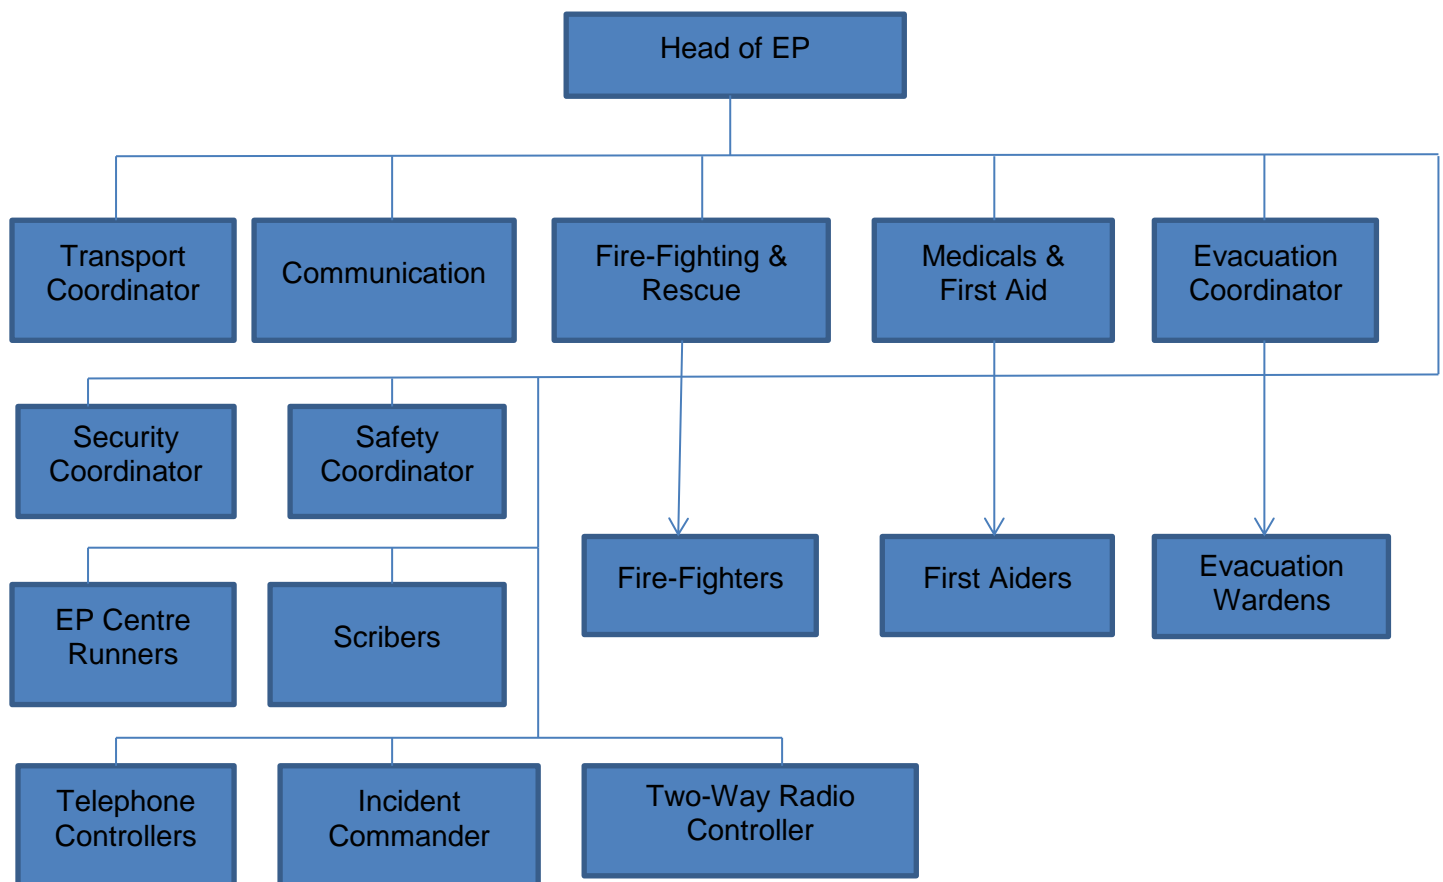 Head of EP
Transport
Coordinator
Communication
Fire-Fighting &
Rescue
Medicals &
First Aid
Evacuation
Coordinator
Security
Coordinator
Safety
Coordinator
Fire-Fighters
First Aiders
Evacuation
Wardens
EP Centre
Runners
Scribers
Telephone
Controllers
Incident
Commander
Two-Way Radio
Controller